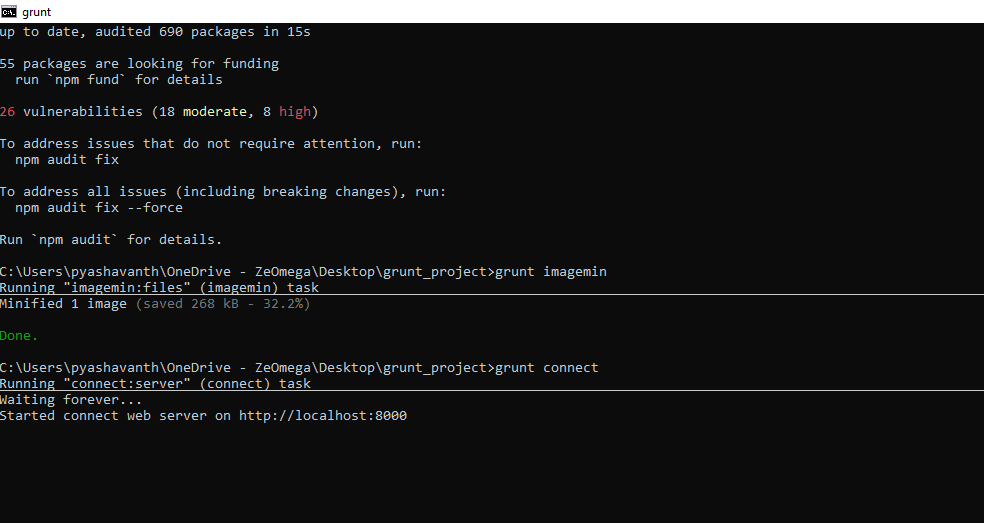 grunt
up to date, audited 690 packages in 15s
55 packages are looking for funding
run `npm fund` for details
26 vulnerabilities (18 moderate, 8 high)
To address issues that do not require attention, run:
npm audit fix
To address all issues (including breaking changes), run:
npm audit fix --force
Run `npm audit` for details.
C:\Users\pyashavanth\OneDrive - ZeOmega\Desktop\grunt_project>grunt imagemin
Running "imagemin:files" (imagemin) task
Minified 1 image (saved 268 kB - 32.2%)
Done.
C:\Users\pyashavanth\OneDrive - ZeOmega\Desktop\grunt_project>grunt connect
Running "connect:server" (connect) task
Waiting forever...
Started connect web server on http://localhost:8000